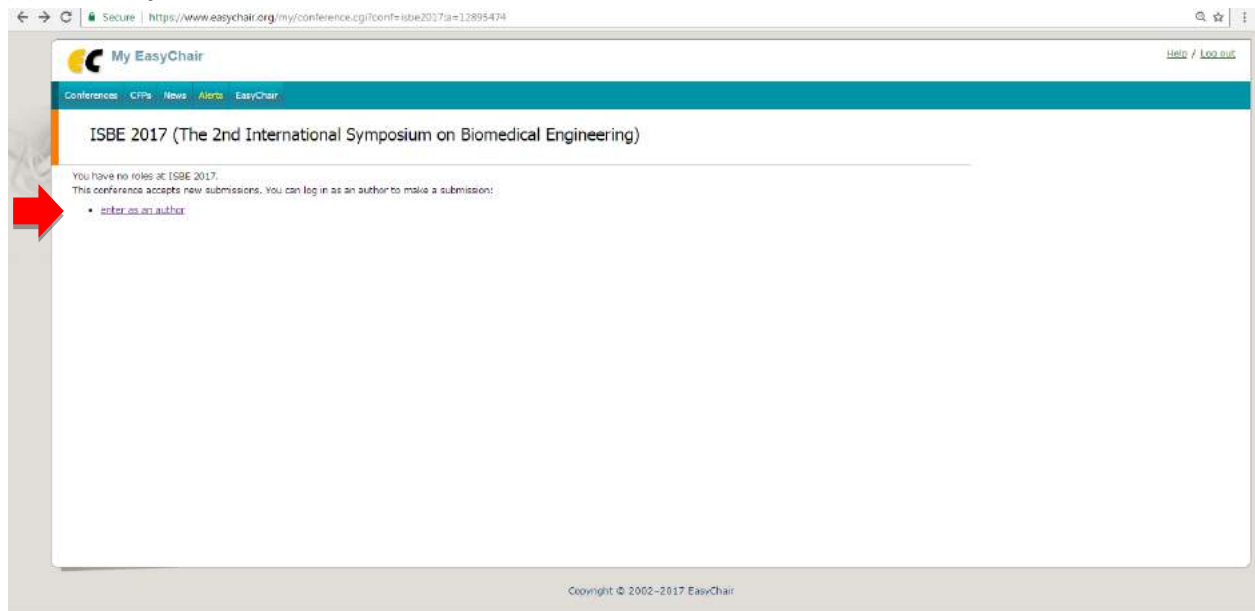 Secure | https://www.easychair.org/my/conference.cgi?conf=isbe2017;a=12895474
My EasyChair
Help / Log out
Conferences CFPs News Alerts EasyChair
ISBE 2017 (The 2nd International Symposium on Biomedical Engineering)
You have no roles at ISBE 2017.
This conference accepts new submissions. You can log in as an author to make a submission:
• enter as an author
Copyright © 2002–2017 EasyChair